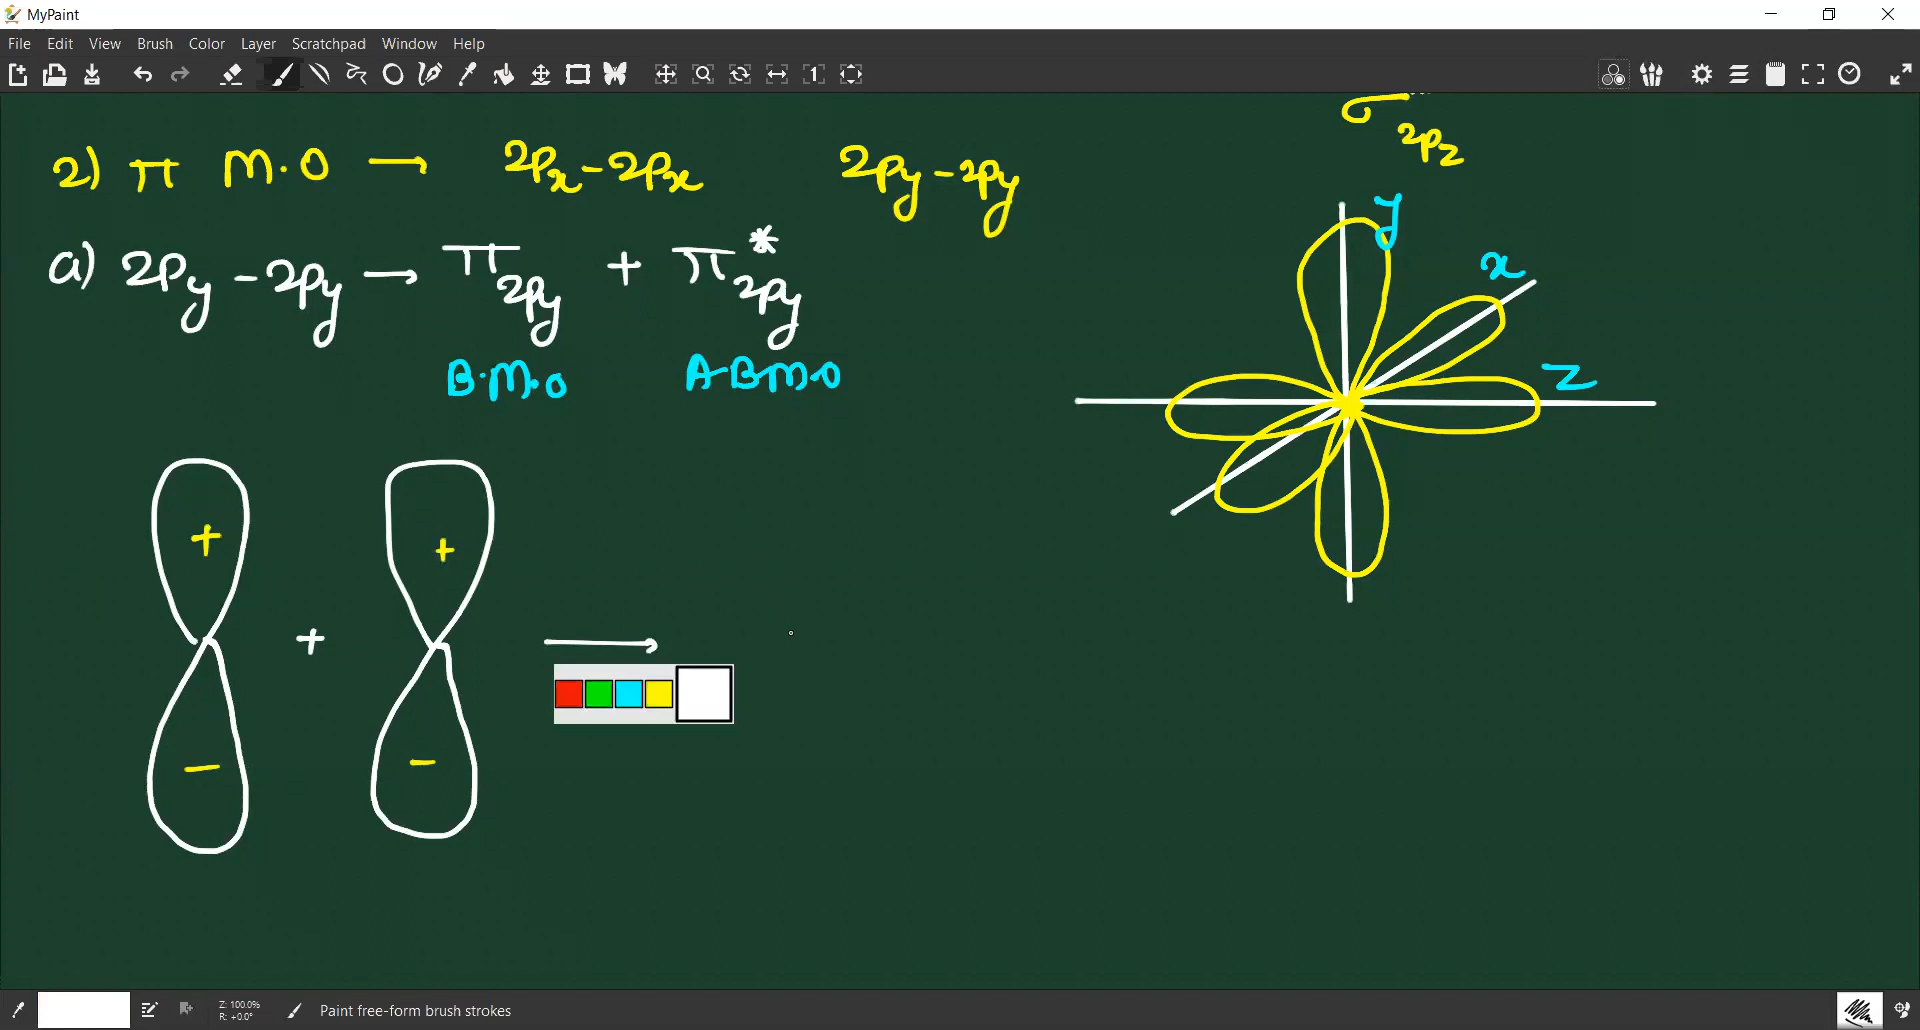 MyPaint
File Edit View Brush Color Layer Scratchpad Window Help
σ 2pz
2) π M.O → 2px-2px 2py-2py
a) 2py-2py → π2py + π*2py
B.M.O A-BM.O
y
x
z
+ +
+ →
- -
Z: 100.0%
R: +0.0°
Paint free-form brush strokes